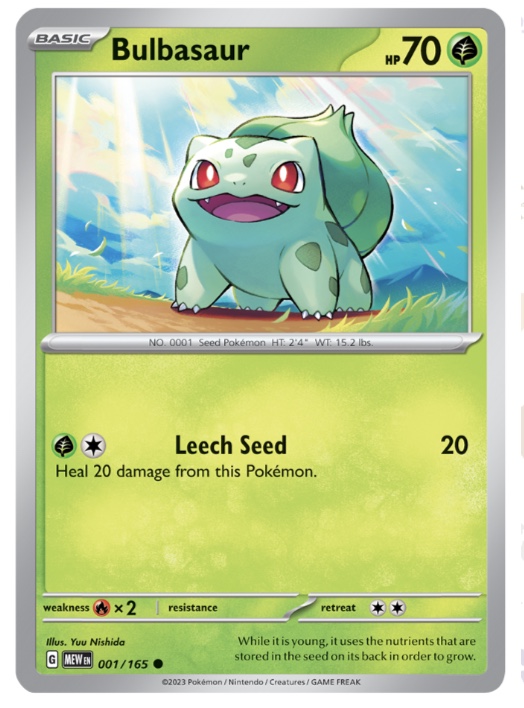 BASIC Bulbasaur HP 70
NO. 0001 Seed Pokémon HT: 2'4" WT: 15.2 lbs.
Leech Seed 20
Heal 20 damage from this Pokémon.
weakness ×2 resistance retreat
Illus. Yuu Nishida
While it is young, it uses the nutrients that are
stored in the seed on its back in order to grow.
G MEW EN 001/165
©2023 Pokémon / Nintendo / Creatures / GAME FREAK